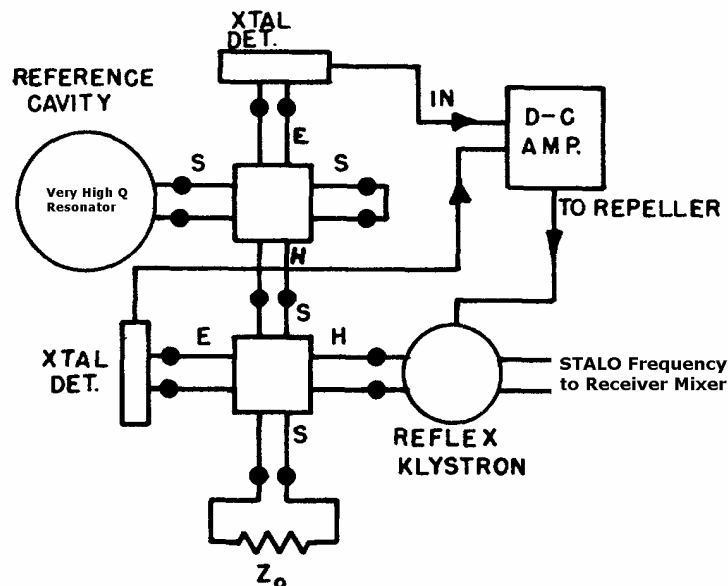 XTAL
DET.
REFERENCE
CAVITY
IN
D-C
AMP.
E
S
S
Very High Q
Resonator
TO REPELLER
H
S
E
H
XTAL
DET.
STALO Frequency
to Receiver Mixer
S
REFLEX
KLYSTRON
Zo